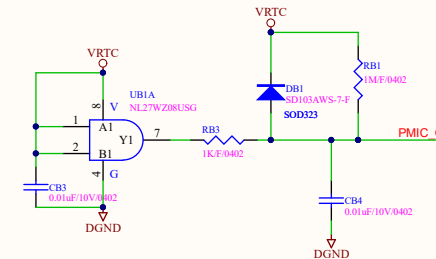 VRTC
VRTC
UB1A
NL27WZ08USG
8
V
1
A1
Y1
7
2
B1
4
G
CB3
0.01uF/10V/0402
DGND
RB3
1K/F/0402
DB1
SD103AWS-7-F
SOD323
RB1
1M/F/0402
PMIC_
CB4
0.01uF/10V/0402
DGND